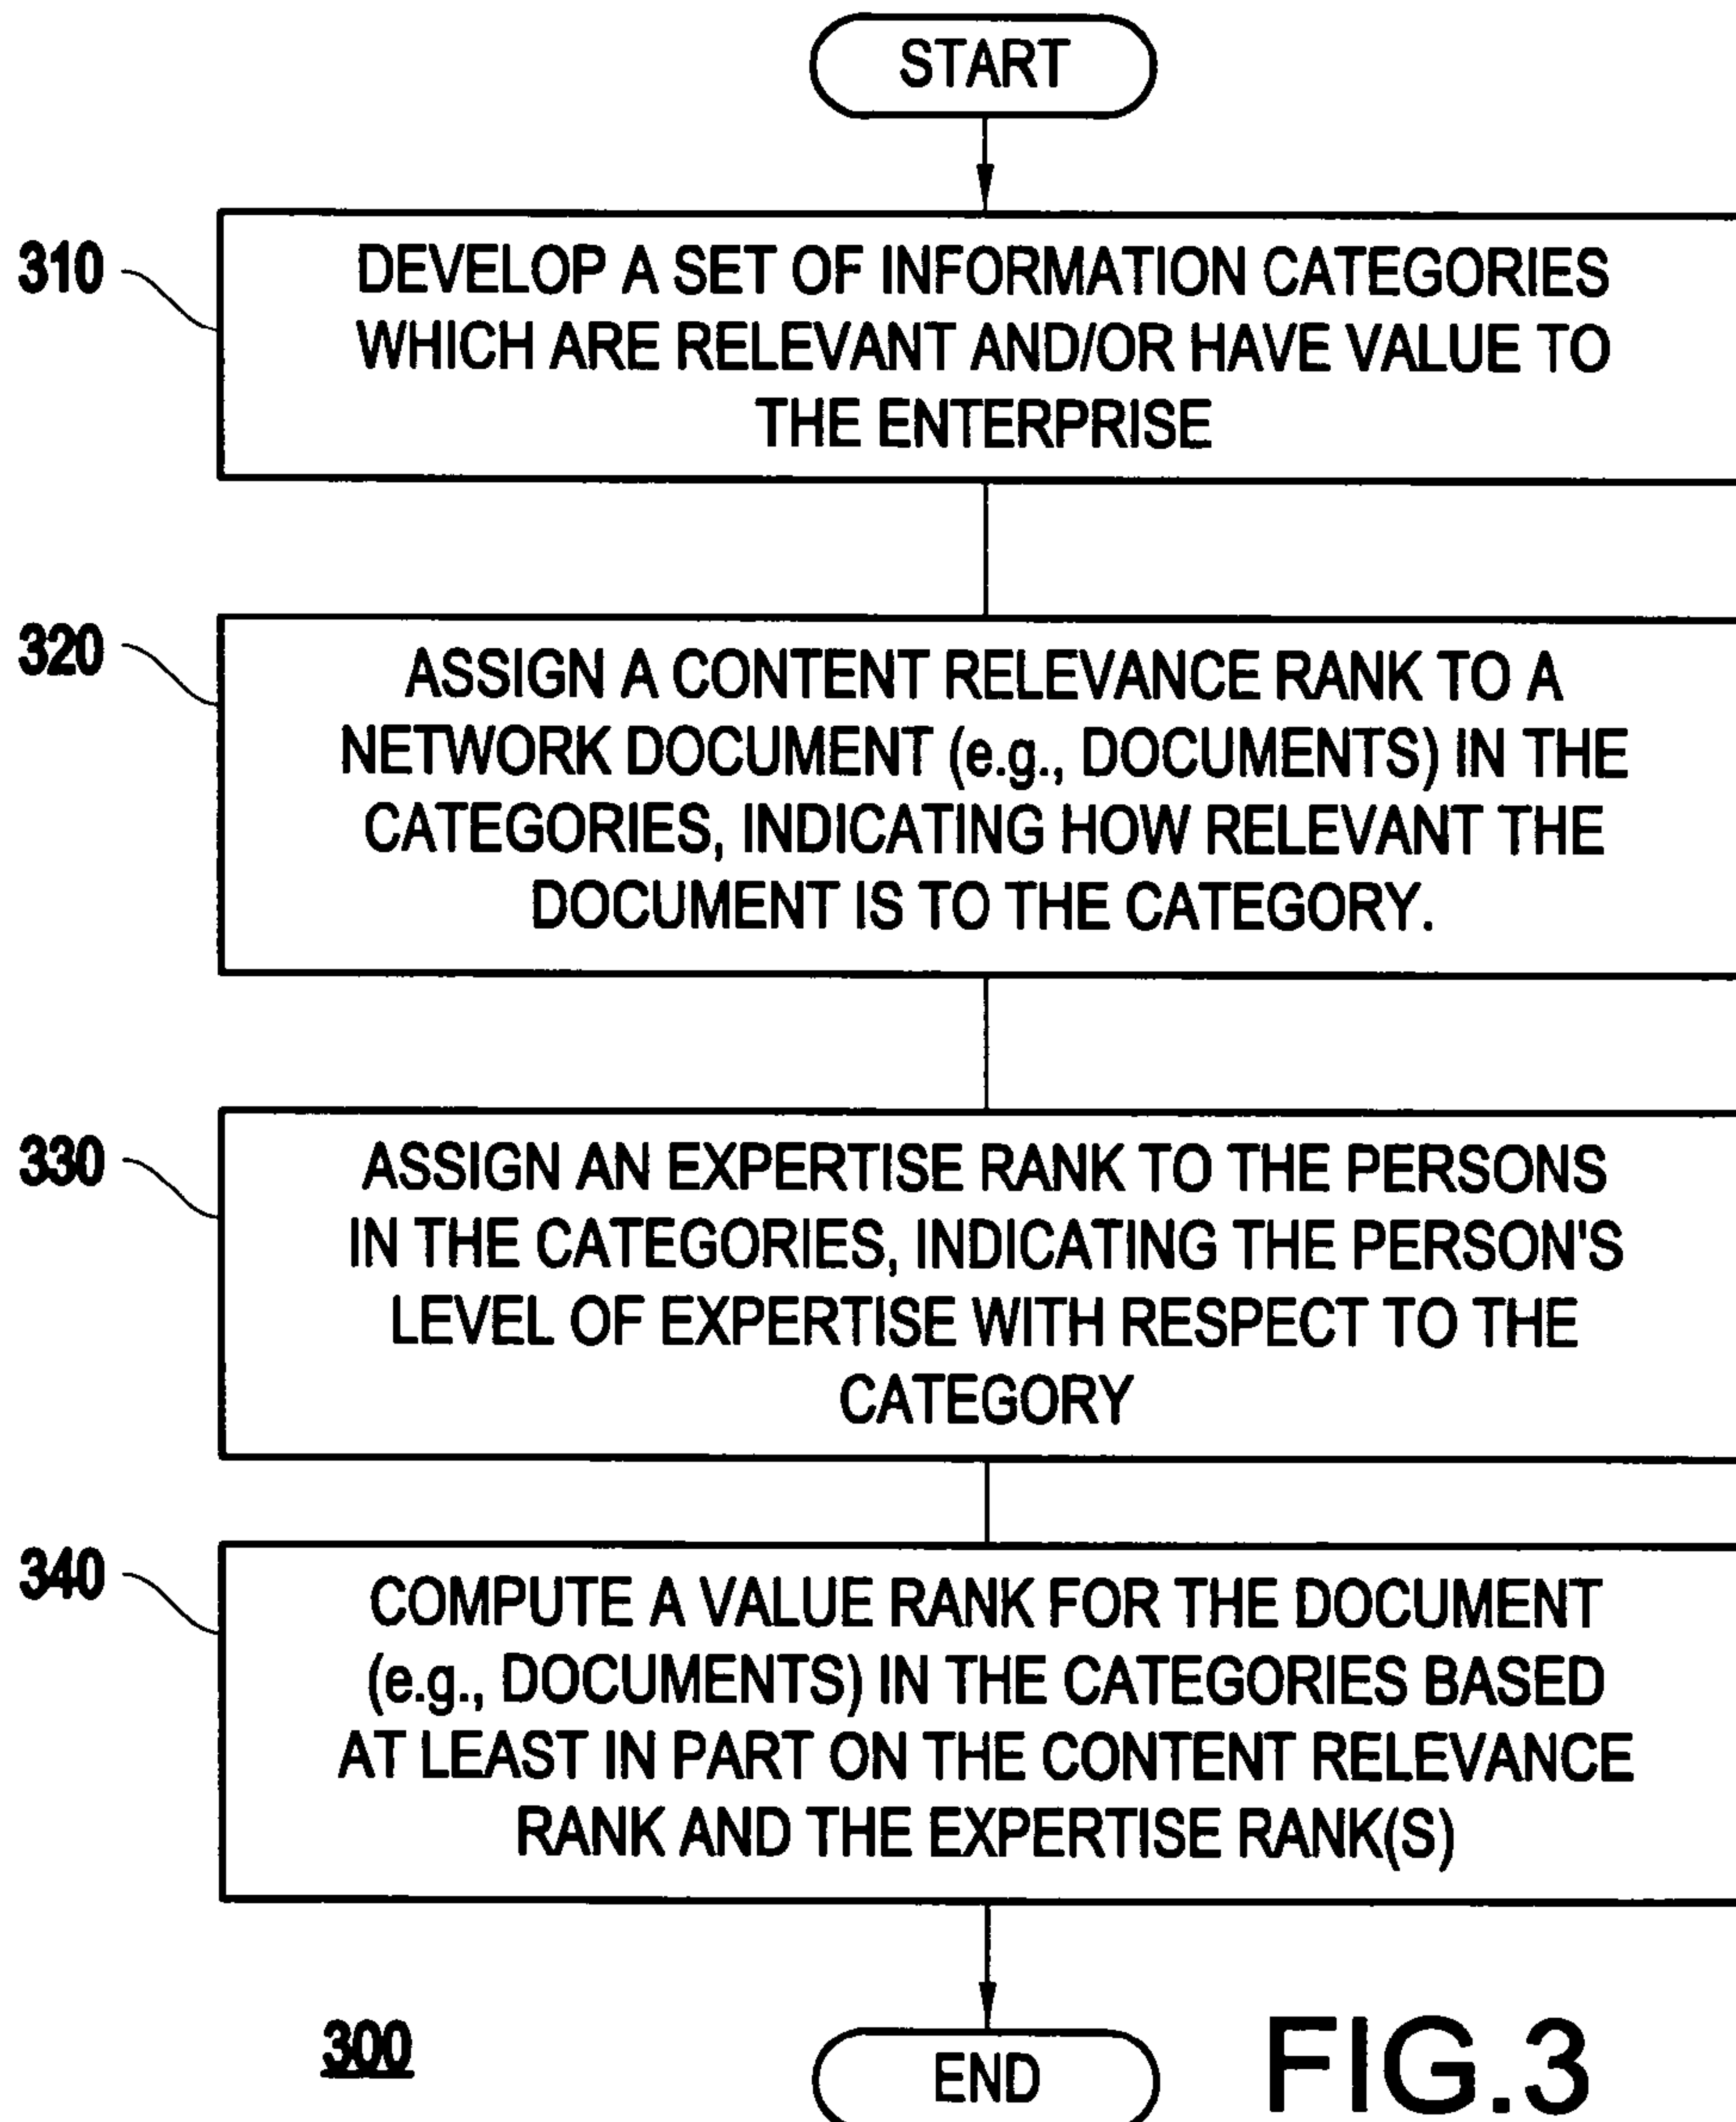 START
310
DEVELOP A SET OF INFORMATION CATEGORIES
WHICH ARE RELEVANT AND/OR HAVE VALUE TO
THE ENTERPRISE
320
ASSIGN A CONTENT RELEVANCE RANK TO A
NETWORK DOCUMENT (e.g., DOCUMENTS) IN THE
CATEGORIES, INDICATING HOW RELEVANT THE
DOCUMENT IS TO THE CATEGORY.
330
ASSIGN AN EXPERTISE RANK TO THE PERSONS
IN THE CATEGORIES, INDICATING THE PERSON'S
LEVEL OF EXPERTISE WITH RESPECT TO THE
CATEGORY
340
COMPUTE A VALUE RANK FOR THE DOCUMENT
(e.g., DOCUMENTS) IN THE CATEGORIES BASED
AT LEAST IN PART ON THE CONTENT RELEVANCE
RANK AND THE EXPERTISE RANK(S)
300
END
FIG.3